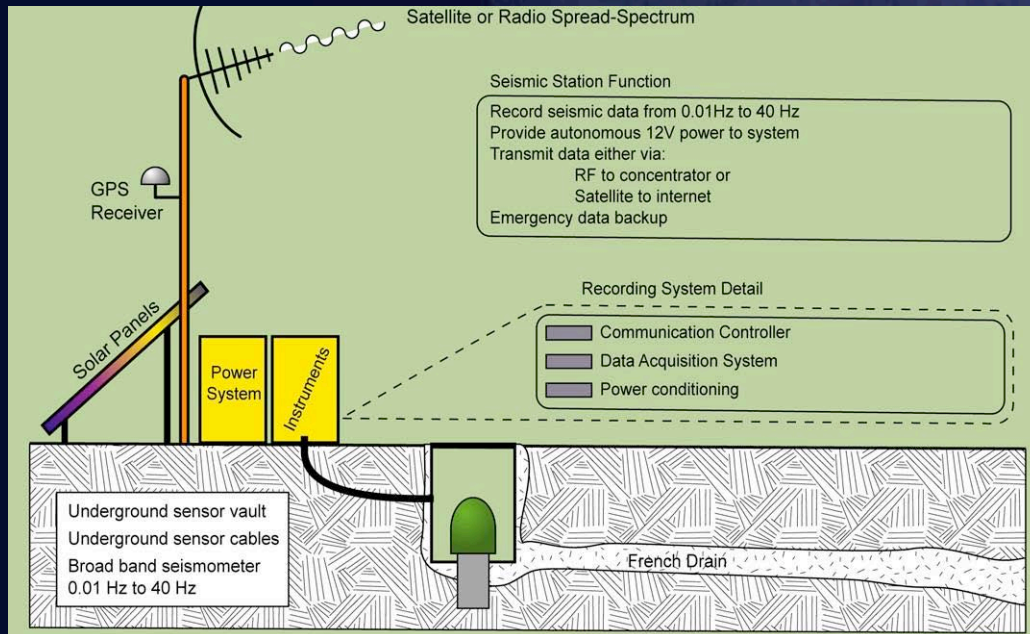 Satellite or Radio Spread-Spectrum
Seismic Station Function
Record seismic data from 0.01Hz to 40 Hz
Provide autonomous 12V power to system
Transmit data either via:
RF to concentrator or
Satellite to internet
Emergency data backup
GPS
Receiver
Solar Panels
Power
System
Instruments
Recording System Detail
Communication Controller
Data Acquisition System
Power conditioning
Underground sensor vault
Underground sensor cables
Broad band seismometer
0.01 Hz to 40 Hz
French Drain